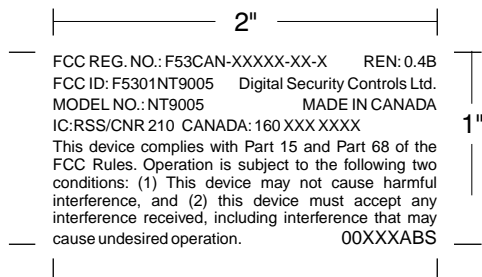 2"
FCC REG. NO.: F53CAN-XXXXX-XX-X REN: 0.4B
FCC ID: F5301NT9005 Digital Security Controls Ltd.
MODEL NO.: NT9005 MADE IN CANADA
1"
IC:RSS/CNR 210 CANADA: 160 XXX XXXX
This device complies with Part 15 and Part 68 of the
FCC Rules. Operation is subject to the following two
conditions: (1) This device may not cause harmful
interference, and (2) this device must accept any
interference received, including interference that may
cause undesired operation. 00XXXABS